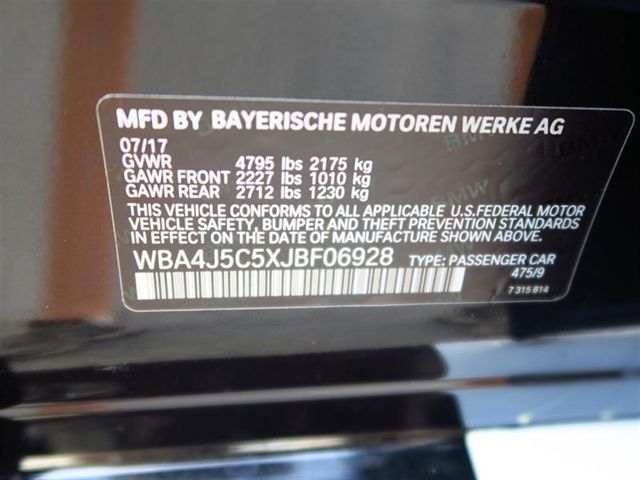 MFD BY BAYERISCHE MOTOREN WERKE AG
07/17
GVWR 4795 lbs 2175 kg
GAWR FRONT 2227 lbs 1010 kg
GAWR REAR 2712 lbs 1230 kg
THIS VEHICLE CONFORMS TO ALL APPLICABLE U.S.FEDERAL MOTOR
VEHICLE SAFETY, BUMPER AND THEFT PREVENTION STANDARDS
IN EFFECT ON THE DATE OF MANUFACTURE SHOWN ABOVE.
WBA4J5C5XJBF06928 TYPE: PASSENGER CAR
475/9
7 315 814
BMW